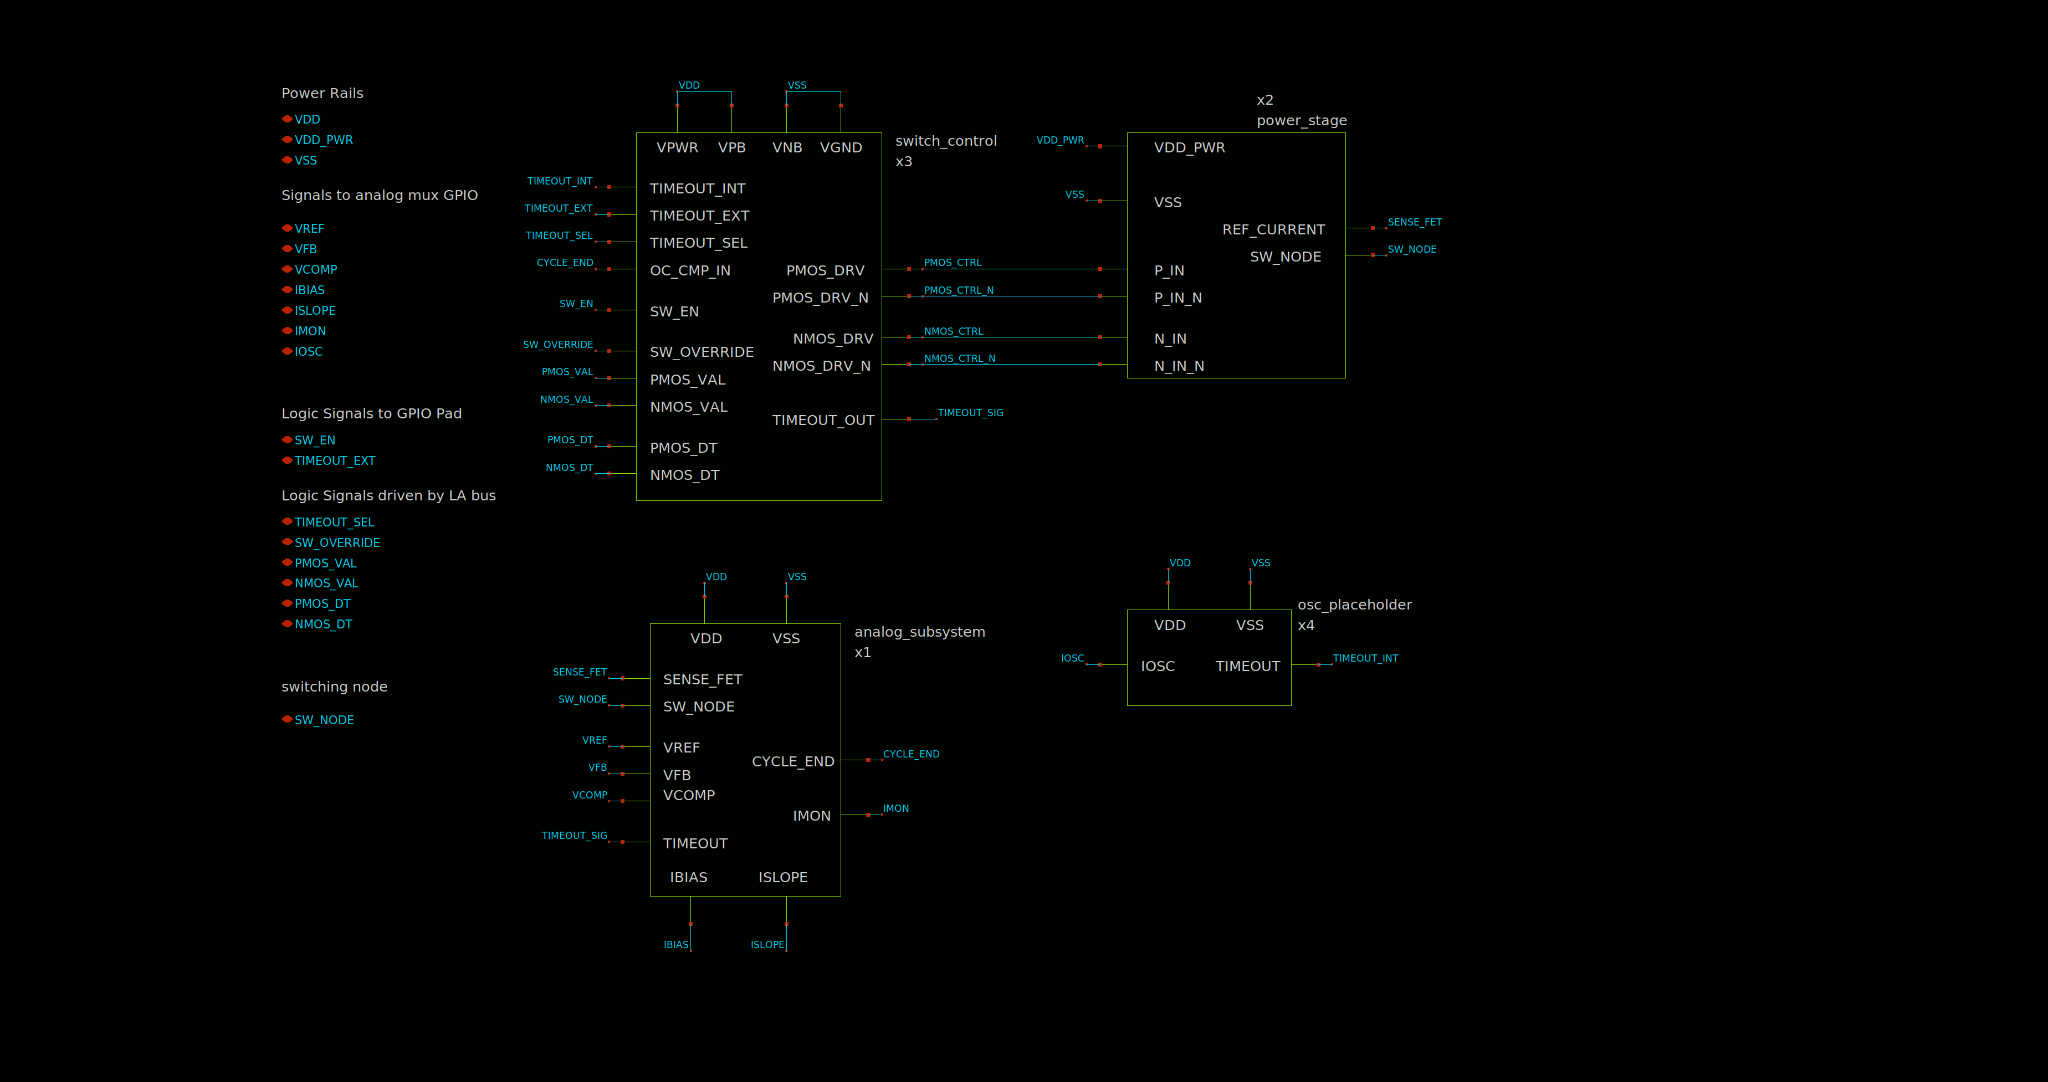 Power Rails
VDD
VDD_PWR
VSS
Signals to analog mux GPIO
VREF
VFB
VCOMP
IBIAS
ISLOPE
IMON
IOSC
Logic Signals to GPIO Pad
SW_EN
TIMEOUT_EXT
Logic Signals driven by LA bus
TIMEOUT_SEL
SW_OVERRIDE
PMOS_VAL
NMOS_VAL
PMOS_DT
NMOS_DT
switching node
SW_NODE
VDD
VSS
switch_control
x3
VPWR
VPB
VNB
VGND
TIMEOUT_INT
TIMEOUT_EXT
TIMEOUT_SEL
CYCLE_END
SW_EN
SW_OVERRIDE
PMOS_VAL
NMOS_VAL
PMOS_DT
NMOS_DT
TIMEOUT_INT
TIMEOUT_EXT
TIMEOUT_SEL
OC_CMP_IN
SW_EN
SW_OVERRIDE
PMOS_VAL
NMOS_VAL
PMOS_DT
NMOS_DT
PMOS_DRV
PMOS_DRV_N
NMOS_DRV
NMOS_DRV_N
TIMEOUT_OUT
PMOS_CTRL
PMOS_CTRL_N
NMOS_CTRL
NMOS_CTRL_N
TIMEOUT_SIG
x2
power_stage
VDD_PWR
VSS
VDD_PWR
VSS
P_IN
P_IN_N
N_IN
N_IN_N
REF_CURRENT
SW_NODE
SENSE_FET
SW_NODE
VDD
VSS
analog_subsystem
x1
VDD
VSS
SENSE_FET
SW_NODE
VREF
VFB
VCOMP
TIMEOUT_SIG
SENSE_FET
SW_NODE
VREF
VFB
VCOMP
TIMEOUT
CYCLE_END
IMON
IBIAS
ISLOPE
CYCLE_END
IMON
IBIAS
ISLOPE
VDD
VSS
osc_placeholder
x4
VDD
VSS
IOSC
IOSC
TIMEOUT
TIMEOUT_INT